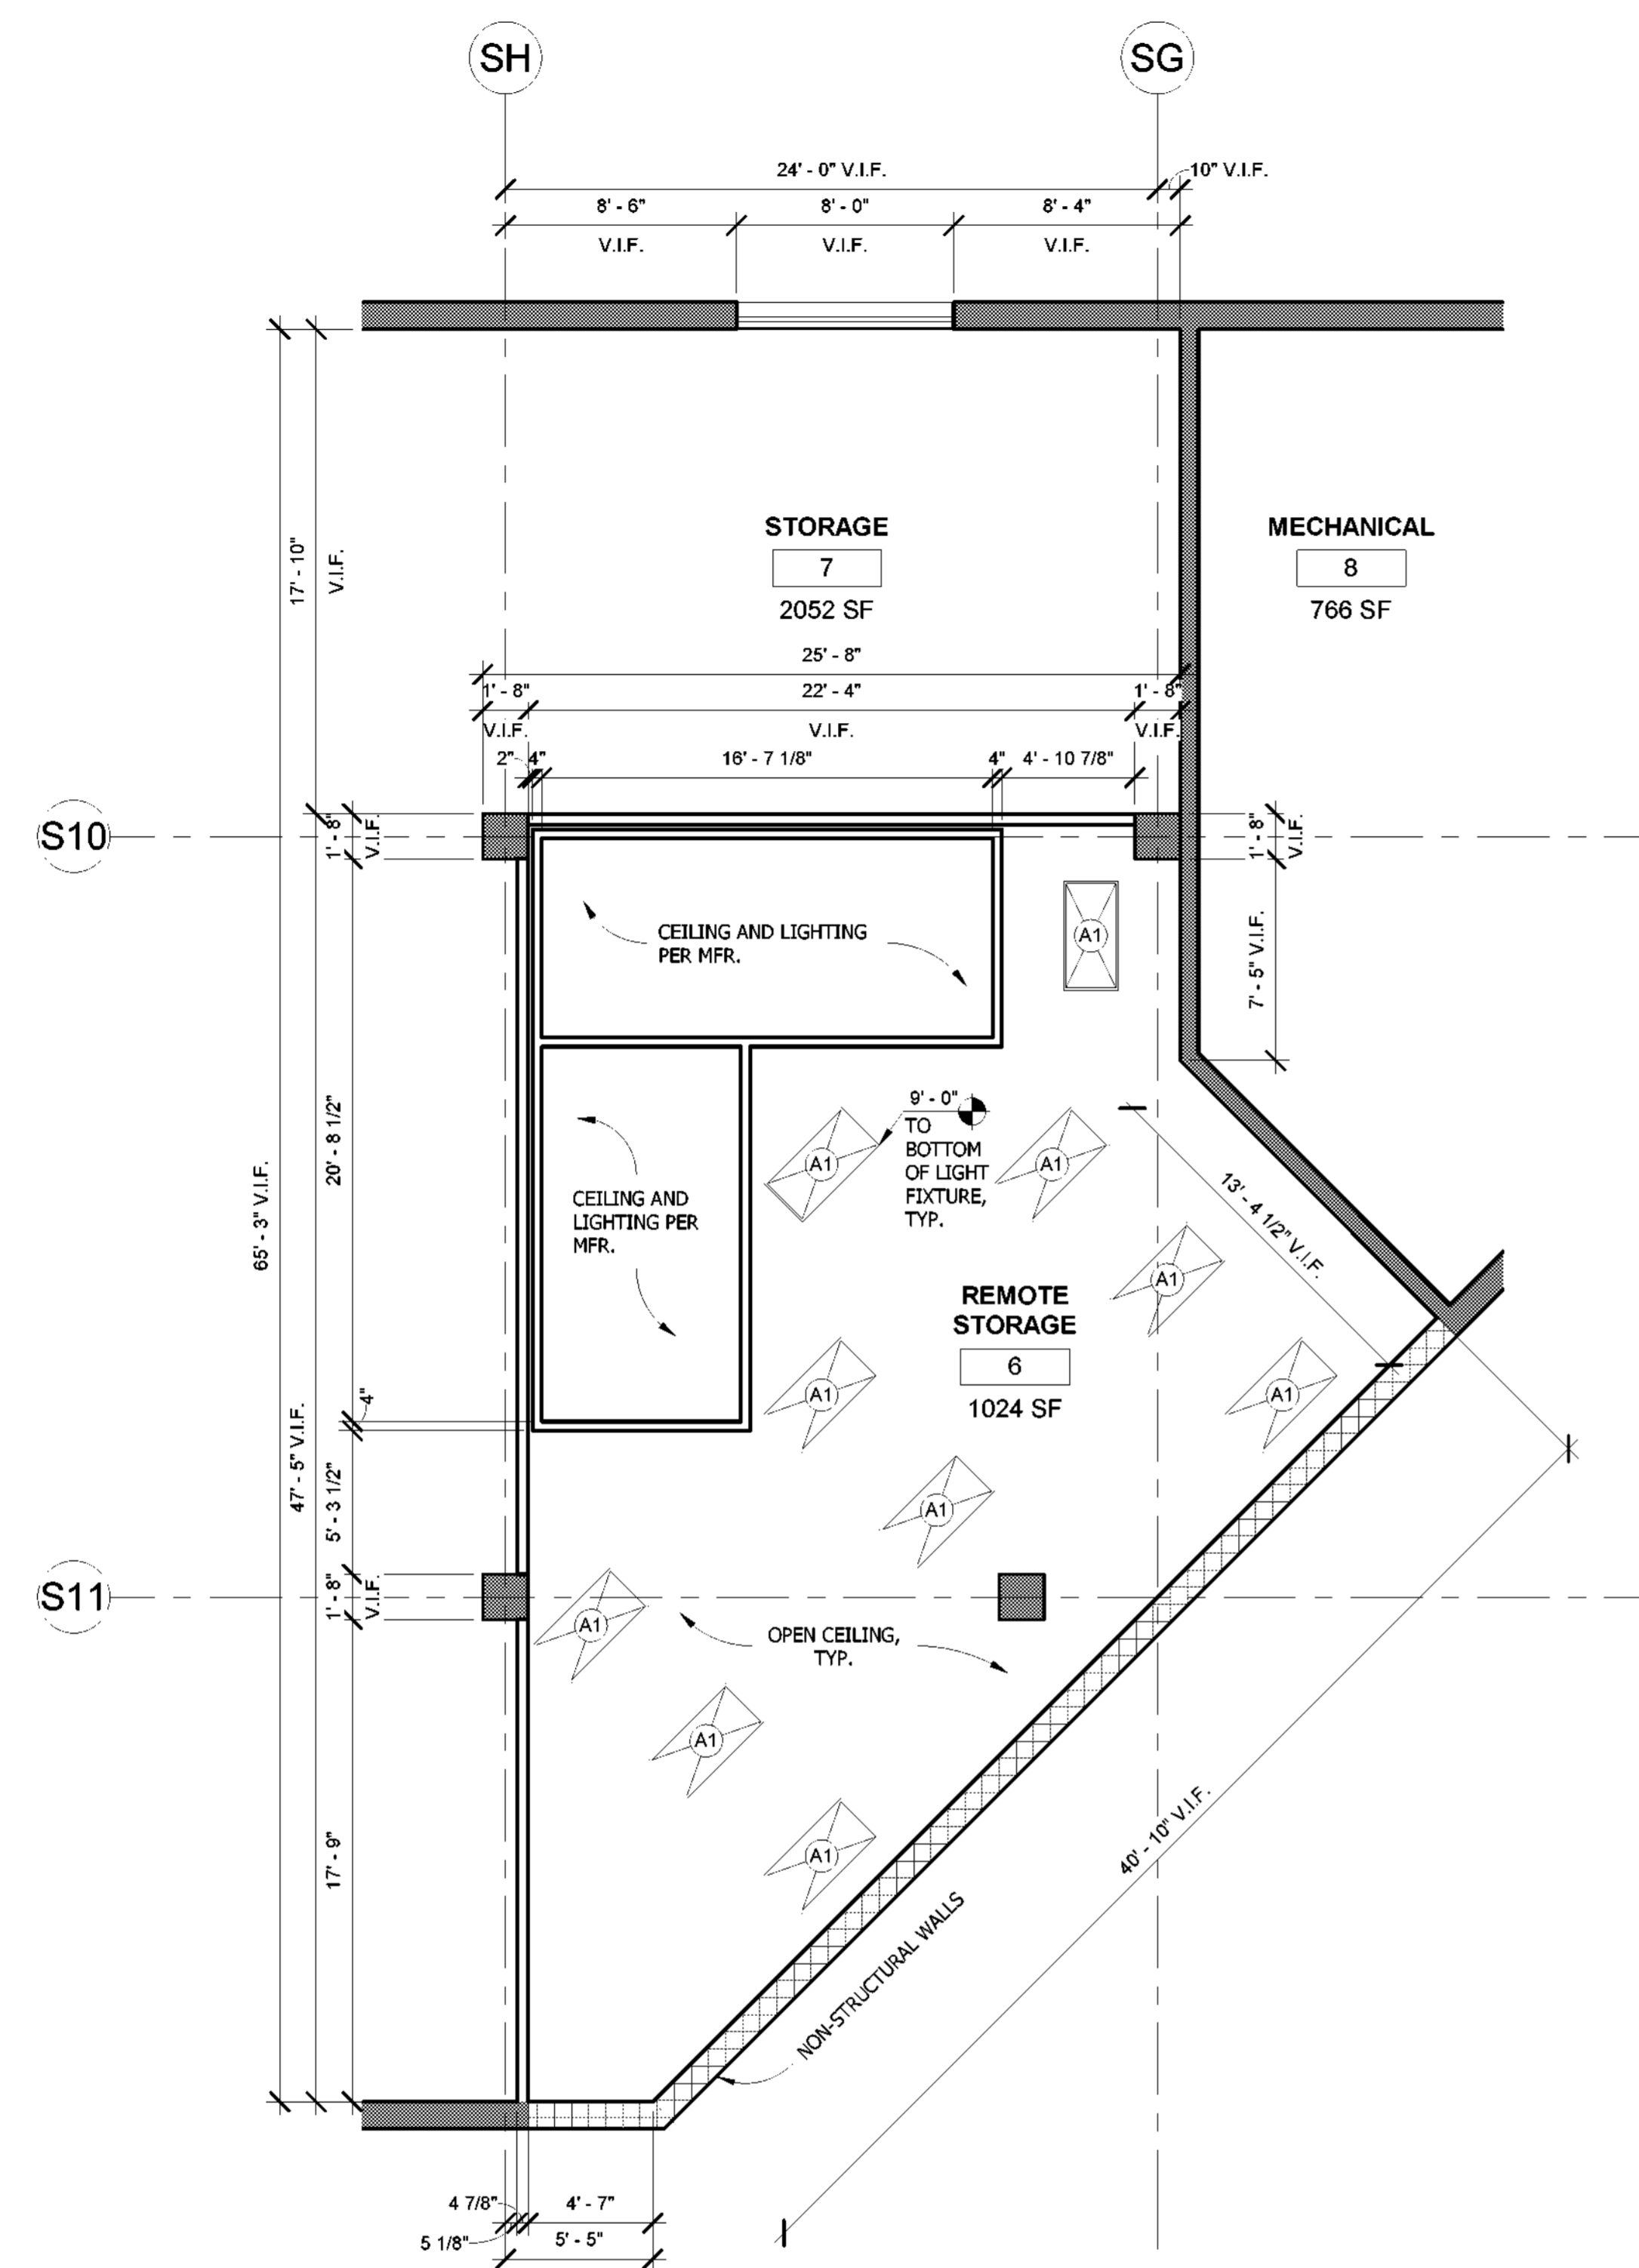 SH
SG
24' - 0" V.I.F.
10" V.I.F.
8' - 6"
8' - 0"
8' - 4"
V.I.F.
V.I.F.
V.I.F.
17' - 10"
V.I.F.
STORAGE
7
2052 SF
MECHANICAL
8
766 SF
25' - 8"
1' - 8"
22' - 4"
1' - 8"
V.I.F.
V.I.F.
V.I.F.
2"
4"
16' - 7 1/8"
4"
4' - 10 7/8"
S10
1' - 8"
V.I.F.
1' - 8"
V.I.F.
CEILING AND LIGHTING
PER MFR.
A1
7' - 5" V.I.F.
65' - 3" V.I.F.
20' - 8 1/2"
9' - 0"
TO
BOTTOM
OF LIGHT
FIXTURE,
TYP.
A1
A1
13' - 4 1/2" V.I.F.
CEILING AND
LIGHTING PER
MFR.
A1
REMOTE
STORAGE
6
1024 SF
A1
A1
4"
47' - 5" V.I.F.
5' - 3 1/2"
A1
S11
1' - 8"
V.I.F.
A1
OPEN CEILING,
TYP.
A1
A1
17' - 9"
40' - 10" V.I.F.
NON-STRUCTURAL WALLS
4 7/8"
4' - 7"
5 1/8"
5' - 5"